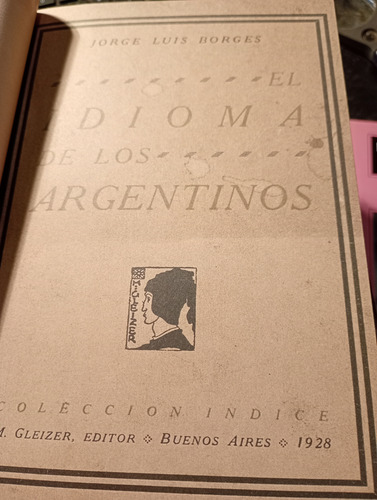 JORGE LUIS BORGES
EL
IDIOMA
DE LOS
ARGENTINOS
M. GLEIZER
COLECCION INDICE
M. GLEIZER, EDITOR ❖ BUENOS AIRES ❖ 1928